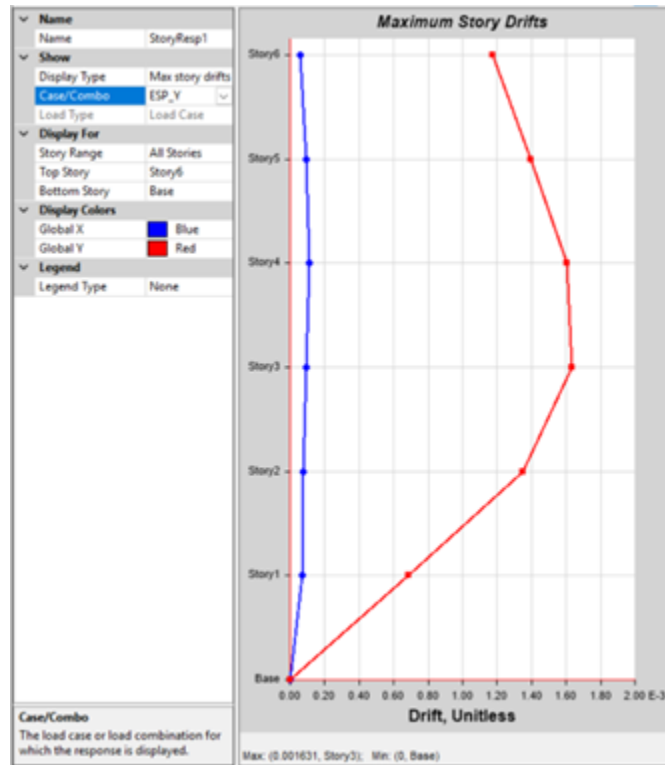 Name
Name StoryResp1
Show
Display Type Max story drifts
Case/Combo ESP_Y
Load Type Load Case
Display For
Story Range All Stories
Top Story Story6
Bottom Story Base
Display Colors
Global X Blue
Global Y Red
Legend
Legend Type None
Case/Combo
The load case or load combination for
which the response is displayed.
Maximum Story Drifts
Story6
Story5
Story4
Story3
Story2
Story1
Base
0.00 0.20 0.40 0.60 0.80 1.00 1.20 1.40 1.60 1.80 2.00 E-3
Drift, Unitless
Max: (0.001631, Story3); Min: (0, Base)